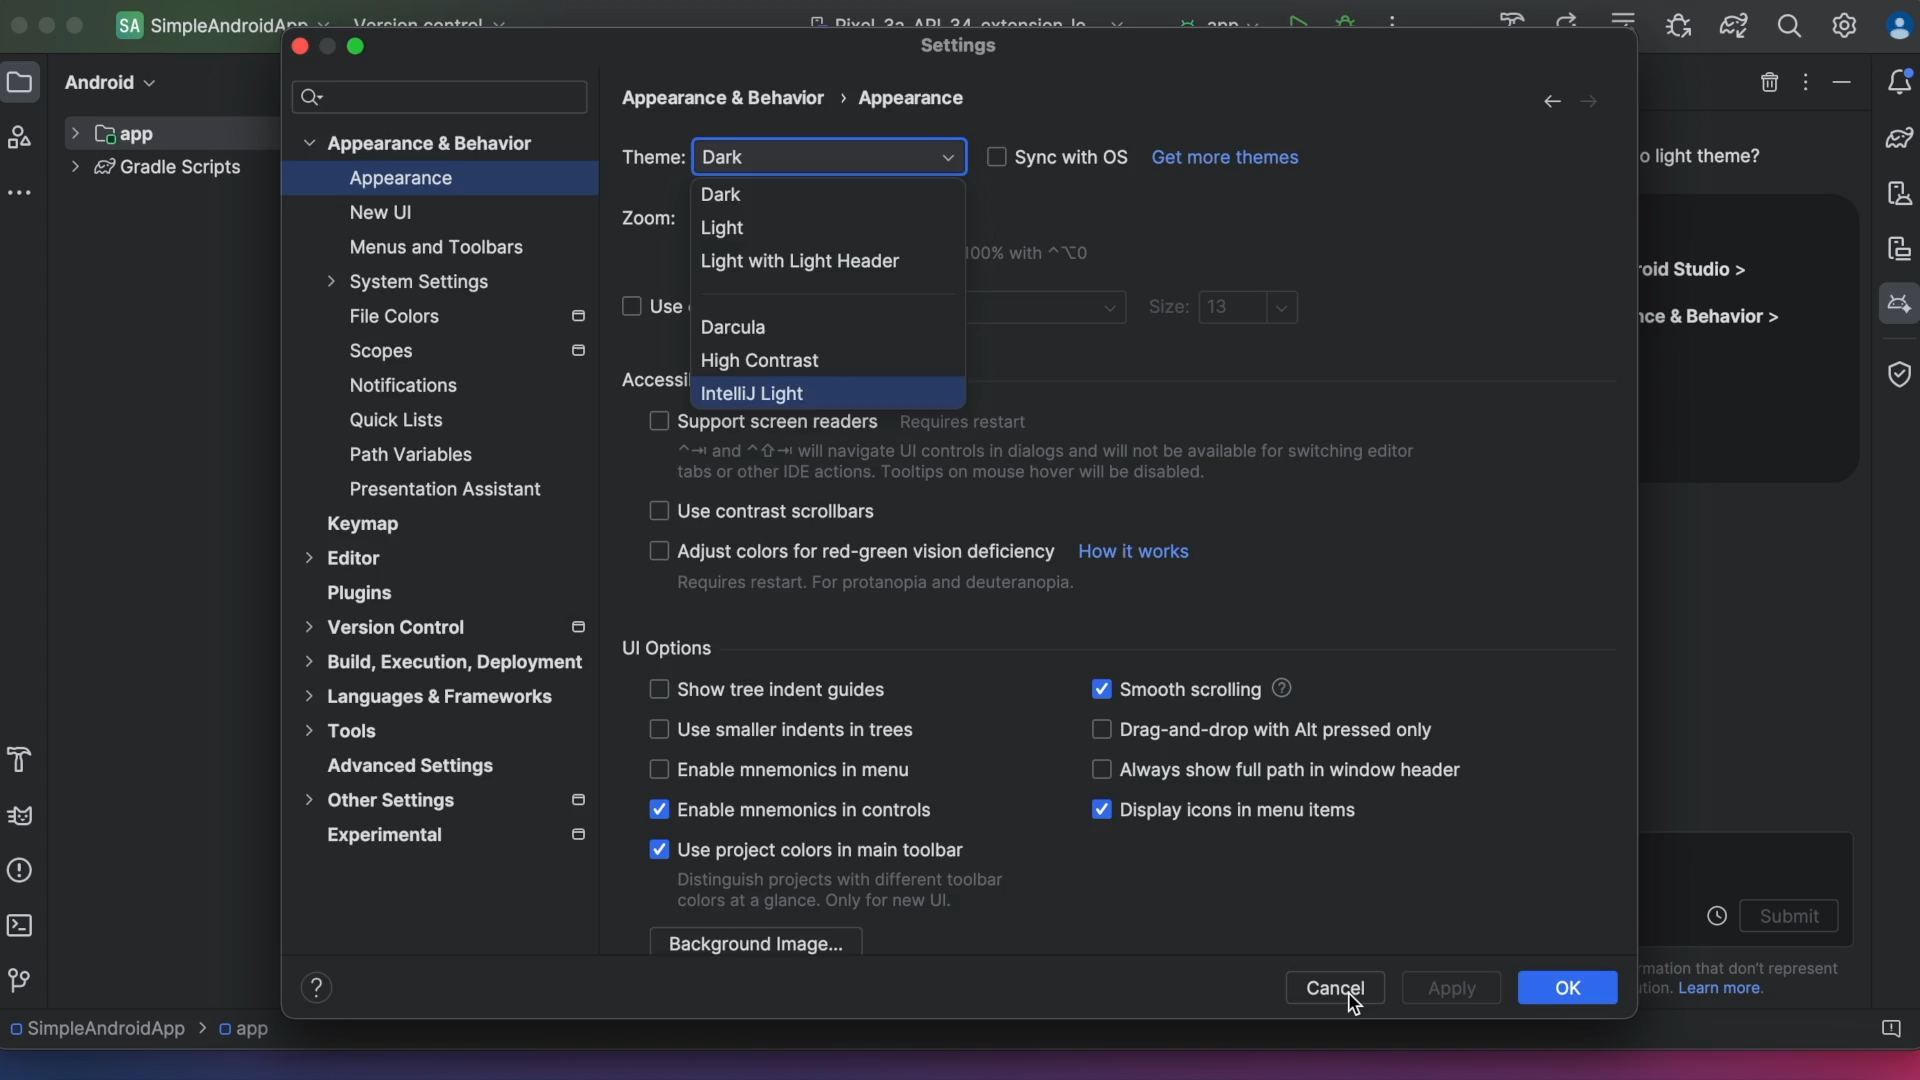 SA SimpleAndroidApp Version control Pixel_3a_API_34_extension_le app
Settings
Android
app
Gradle Scripts
Appearance & Behavior
Appearance
New UI
Menus and Toolbars
System Settings
File Colors
Scopes
Notifications
Quick Lists
Path Variables
Presentation Assistant
Keymap
Editor
Plugins
Version Control
Build, Execution, Deployment
Languages & Frameworks
Tools
Advanced Settings
Other Settings
Experimental
Appearance & Behavior › Appearance
Theme: Dark Sync with OS Get more themes
Dark
Light
Light with Light Header
Darcula
High Contrast
IntelliJ Light
Zoom:
100% with ^⌥0
Use Size: 13
Accessi
Support screen readers Requires restart
^⇥ and ^⇧⇥ will navigate UI controls in dialogs and will not be available for switching editor
tabs or other IDE actions. Tooltips on mouse hover will be disabled.
Use contrast scrollbars
Adjust colors for red-green vision deficiency How it works
Requires restart. For protanopia and deuteranopia.
UI Options
Show tree indent guides
Use smaller indents in trees
Enable mnemonics in menu
Enable mnemonics in controls
Use project colors in main toolbar
Distinguish projects with different toolbar
colors at a glance. Only for new UI.
Smooth scrolling ?
Drag-and-drop with Alt pressed only
Always show full path in window header
Display icons in menu items
Background Image...
? Cancel Apply OK
o light theme?
roid Studio >
nce & Behavior >
Submit
mation that don't represent
ution. Learn more.
SimpleAndroidApp > app